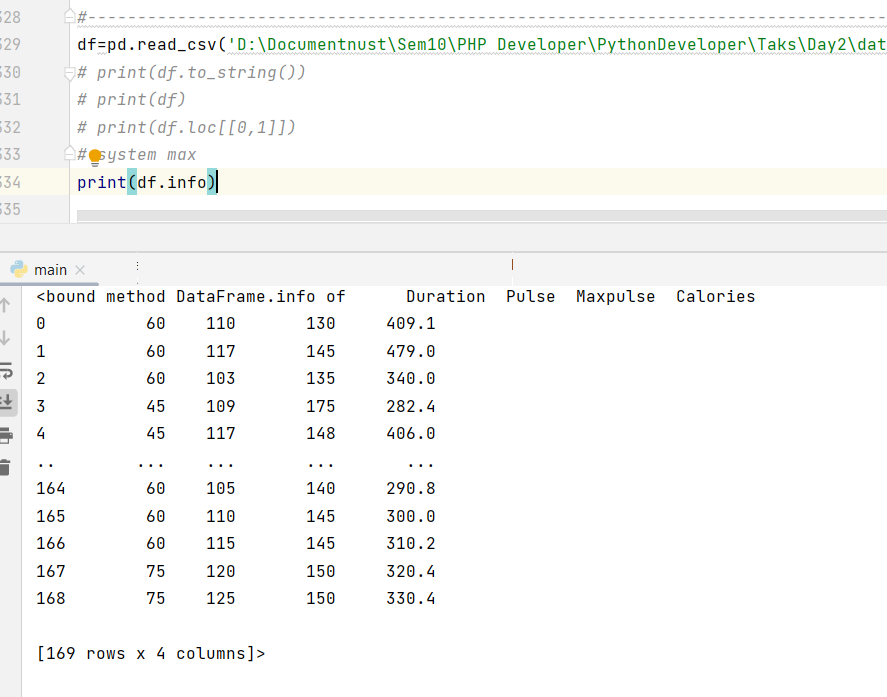 328 #--------------------------------------------------------------------------------
329 df=pd.read_csv('D:\Documentnust\Sem10\PHP Developer\PythonDeveloper\Taks\Day2\dat
330 # print(df.to_string())
331 # print(df)
332 # print(df.loc[[0,1]])
333 # system max
334 print(df.info)
335
main
<bound method DataFrame.info of      Duration  Pulse  Maxpulse  Calories
0          60    110       130     409.1
1          60    117       145     479.0
2          60    103       135     340.0
3          45    109       175     282.4
4          45    117       148     406.0
..        ...    ...       ...       ...
164        60    105       140     290.8
165        60    110       145     300.0
166        60    115       145     310.2
167        75    120       150     320.4
168        75    125       150     330.4
[169 rows x 4 columns]>